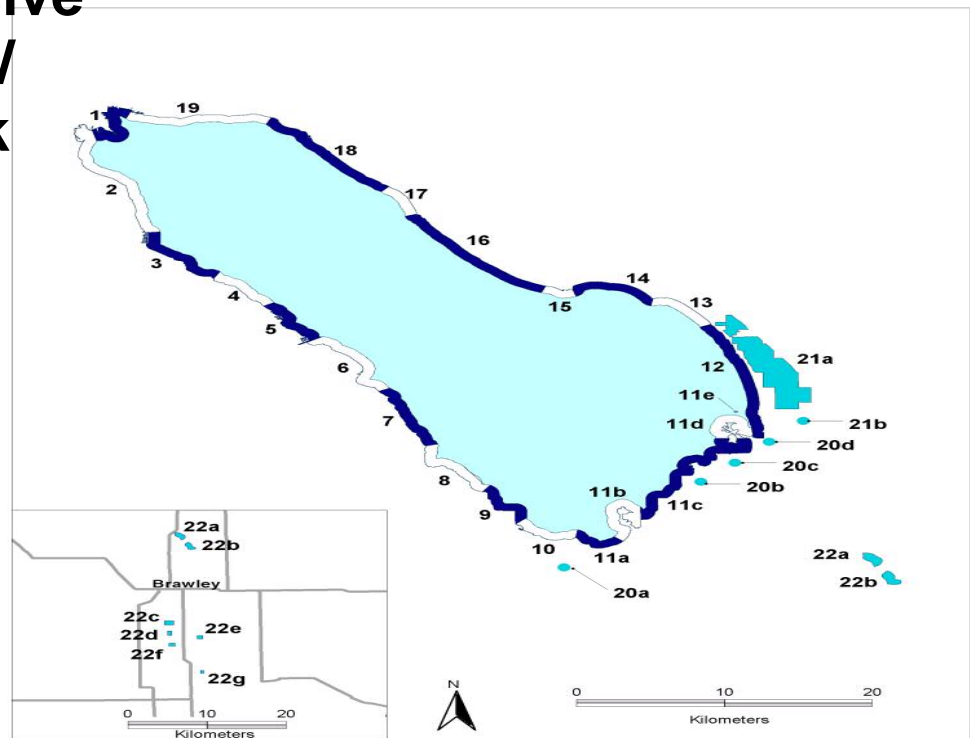 ive
/
k
19
1
18
2
17
16
3
14
4
15
13
5
12
21a
6
11e
7
11d
21b
20d
20c
8
11b
20b
9
11c
10
11a
20a
22a
22b
22a
22b
Brawley
22c
22d
22e
22f
22g
N
0 10 20
Kilometers
0 10 20
Kilometers